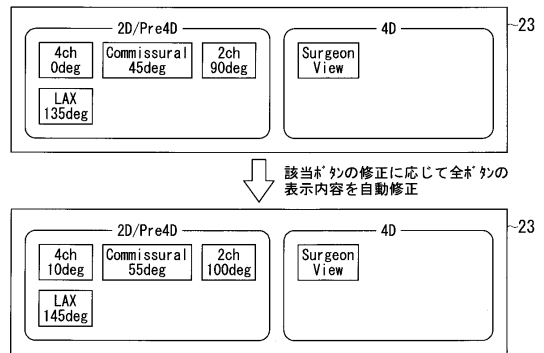 2D/Pre4D
4D
23
4ch
0deg
Commissural
45deg
2ch
90deg
Surgeon
View
LAX
135deg
該当ボタンの修正に応じて全ボタンの
表示内容を自動修正
2D/Pre4D
4D
23
4ch
10deg
Commissural
55deg
2ch
100deg
Surgeon
View
LAX
145deg